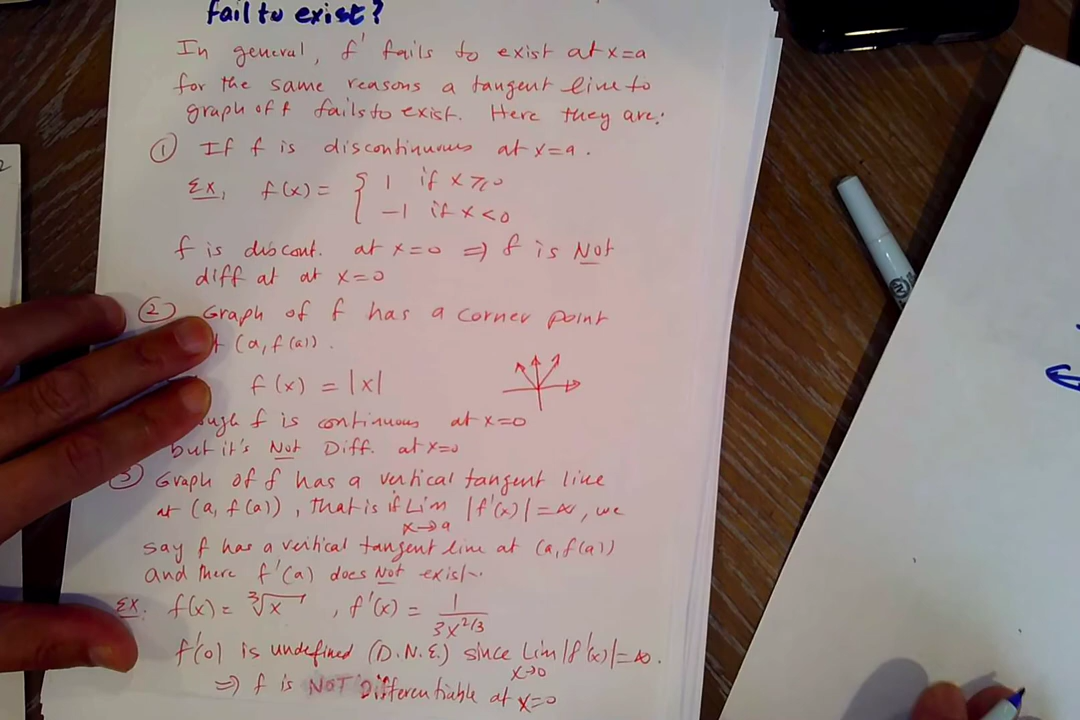 fail to exist?
In general, f' fails to exist at x=a
for the same reasons a tangent line to
graph of f fails to exist. Here they are:
① If f is discontinuous at x=a.
Ex, f(x) = { 1 if x ≥ 0
-1 if x < 0
f is discont. at x=0 ⇒ f is Not
diff at at x=0
② Graph of f has a corner point
(a, f(a)).
f(x) = |x|
f is continuous at x=0
but it's Not Diff. at x=0
3) Graph of f has a vertical tangent line
at (a, f(a)), that is if Lim |f'(x)| = ∞, we
x→a
say f has a vertical tangent line at (a, f(a))
and there f'(a) does Not exist.
Ex. f(x) = ∛x , f'(x) = 1/3x^2/3
f'(0) is undefined (D.N.E.) since Lim |f'(x)| = ∞.
x→0
⇒ f is NOT Differentiable at x=0
2